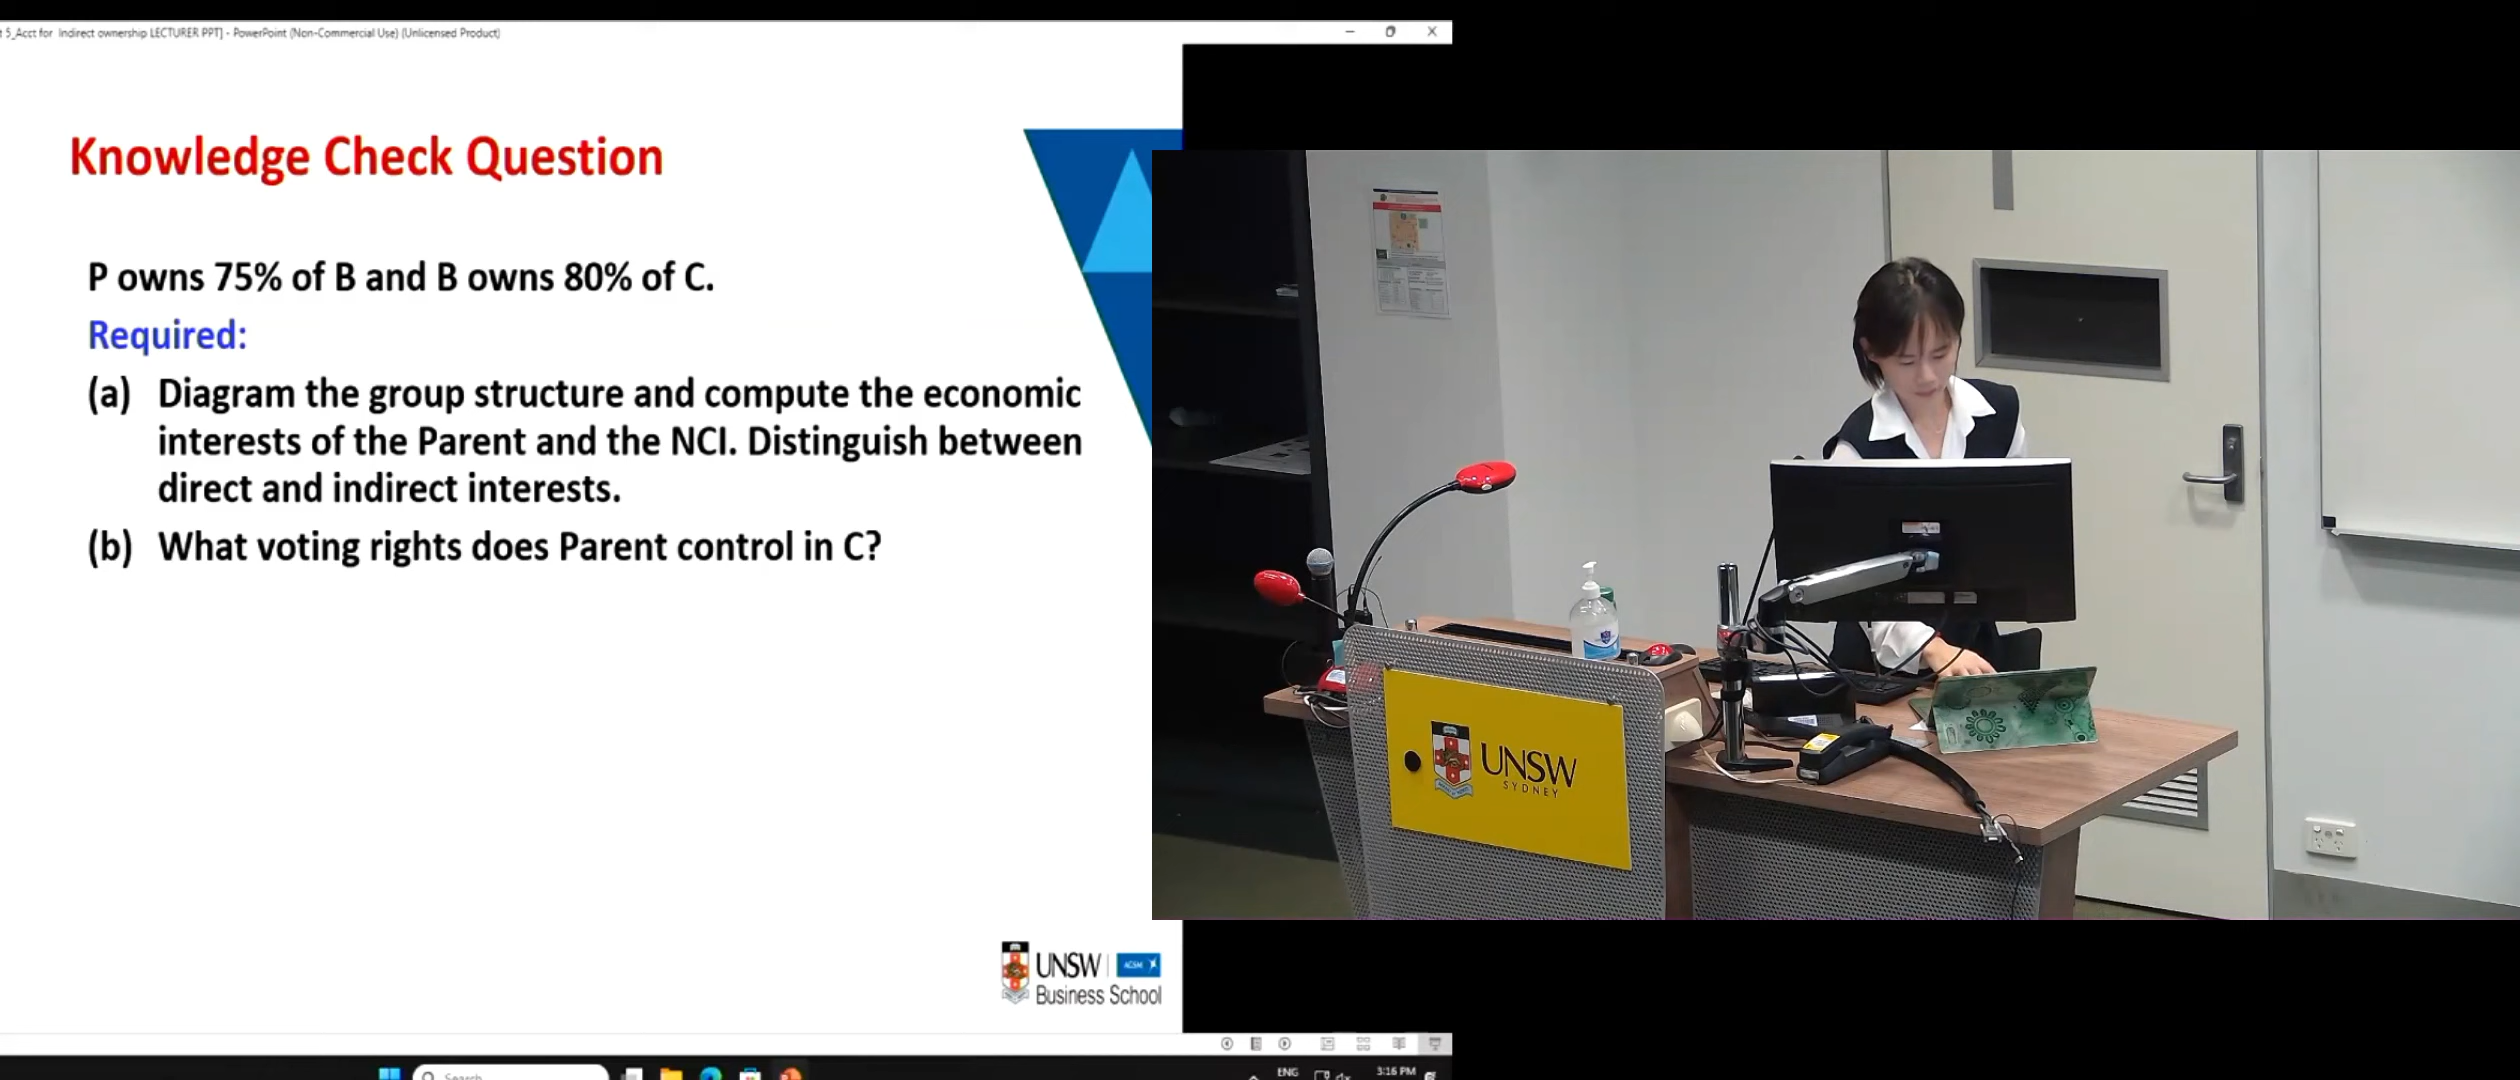 t 5_Acct for Indirect ownership LECTURER PPT] - PowerPoint (Non-Commercial Use) (Unlicensed Product)
Knowledge Check Question
P owns 75% of B and B owns 80% of C.
Required:
(a) Diagram the group structure and compute the economic
interests of the Parent and the NCI. Distinguish between
direct and indirect interests.
(b) What voting rights does Parent control in C?
UNSW
SYDNEY
UNSW
AGSM
Business School
Search
ENG
3:16 PM